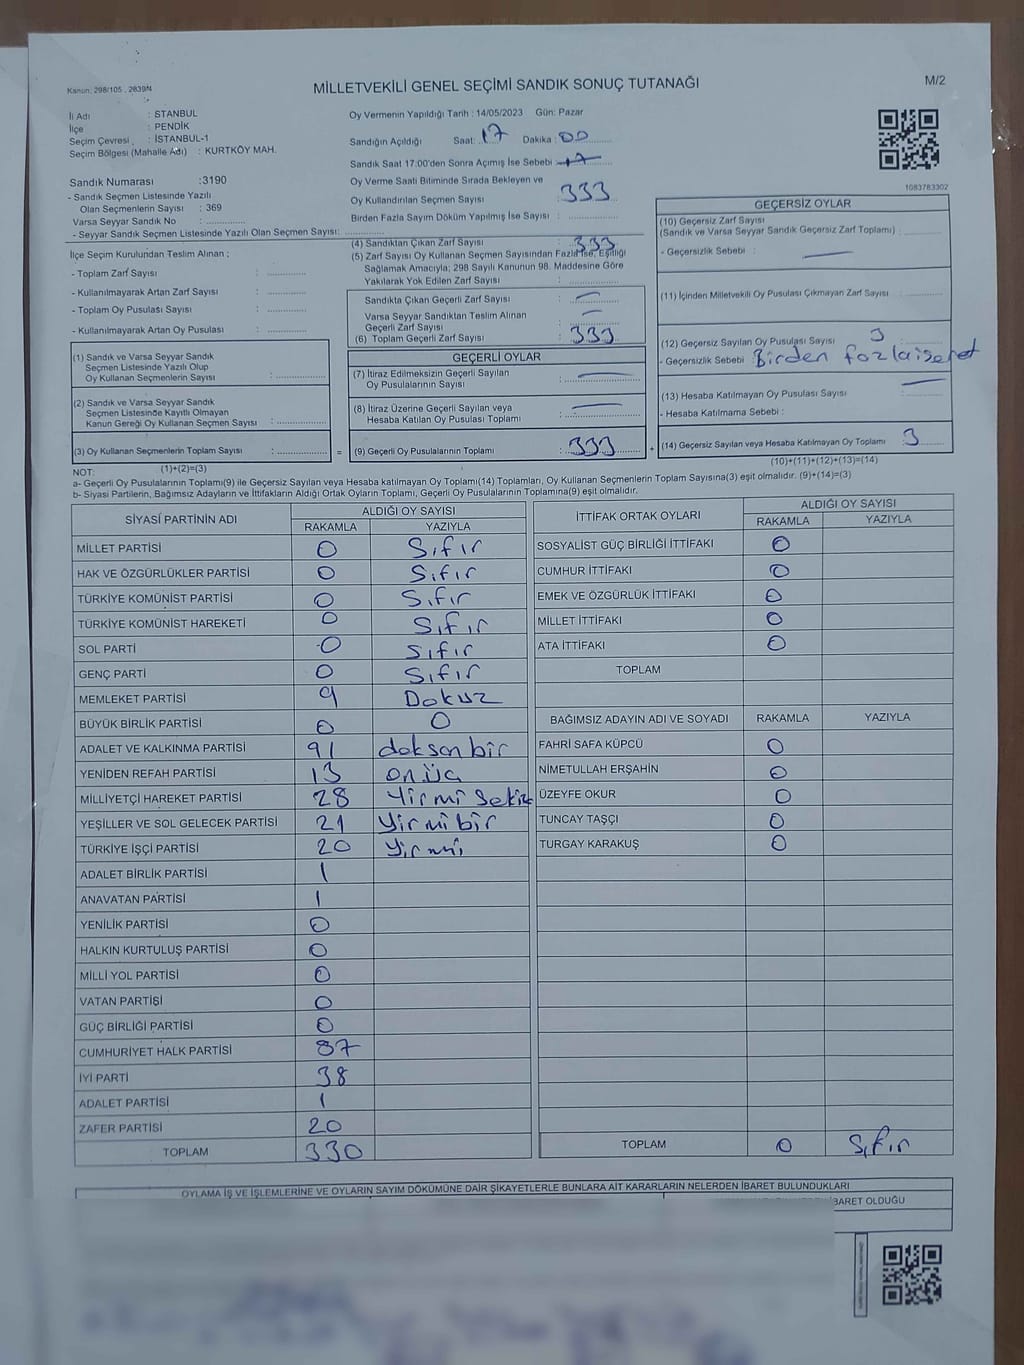 Kanun: 298/105 , 2839N
MİLLETVEKİLİ GENEL SEÇİMİ SANDIK SONUÇ TUTANAĞI
M/2
İli Adı : STANBUL
İlçe : PENDİK
Seçim Çevresi : İSTANBUL-1
Seçim Bölgesi (Mahalle Adı) : KURTKÖY MAH.
Sandık Numarası :3190
- Sandık Seçmen Listesinde Yazılı
Olan Seçmenlerin Sayısı : 369
Varsa Seyyar Sandık No : ..............
- Seyyar Sandık Seçmen Listesinde Yazılı Olan Seçmen Sayısı: ..............
Oy Vermenin Yapıldığı Tarih : 14/05/2023 Gün: Pazar
Sandığın Açıldığı Saat: 17 Dakika : 00
Sandık Saat 17:00'den Sonra Açımış İse Sebebi
Oy Verme Saati Bitiminde Sırada Bekleyen ve
Oy Kullandırılan Seçmen Sayısı : 333
Birden Fazla Sayım Döküm Yapılmış İse Sayısı : ..............
1083783302
İlçe Seçim Kurulundan Teslim Alınan :
- Toplam Zarf Sayısı : ..............
- Kullanılmayarak Artan Zarf Sayısı : ..............
- Toplam Oy Pusulası Sayısı : ..............
- Kullanılmayarak Artan Oy Pusulası : ..............
(4) Sandıktan Çıkan Zarf Sayısı : 333
(5) Zarf Sayısı Oy Kullanan Seçmen Sayısından Fazla İse, Eşitliği
Sağlamak Amacıyla; 298 Sayılı Kanunun 98. Maddesine Göre
Yakılarak Yok Edilen Zarf Sayısı : ..............
Sandıkta Çıkan Geçerli Zarf Sayısı : —
Varsa Seyyar Sandıktan Teslim Alınan
Geçerli Zarf Sayısı : —
(6) Toplam Geçerli Zarf Sayısı : 333
GEÇERSİZ OYLAR
(10) Geçersiz Zarf Sayısı
(Sandık ve Varsa Seyyar Sandık Geçersiz Zarf Toplamı) : ..............
- Geçersizlik Sebebi : —
(11) İçinden Milletvekili Oy Pusulası Çıkmayan Zarf Sayısı : ..............
(12) Geçersiz Sayılan Oy Pusulası Sayısı : 3
- Geçersizlik Sebebi : Birden fazla
(13) Hesaba Katılmayan Oy Pusulası Sayısı : —
- Hesaba Katılmama Sebebi :
(14) Geçersiz Sayılan veya Hesaba Katılmayan Oy Toplamı : 3
(10)+(11)+(12)+(13)=(14)
(1) Sandık ve Varsa Seyyar Sandık
Seçmen Listesinde Yazılı Olup
Oy Kullanan Seçmenlerin Sayısı : ..............
(2) Sandık ve Varsa Seyyar Sandık
Seçmen Listesinde Kayıtlı Olmayan
Kanun Gereği Oy Kullanan Seçmen Sayısı : ..............
(3) Oy Kullanan Seçmenlerin Toplam Sayısı : .............. =
(1)+(2)=(3)
GEÇERLİ OYLAR
(7) İtiraz Edilmeksizin Geçerli Sayılan
Oy Pusulalarının Sayısı : —
(8) İtiraz Üzerine Geçerli Sayılan veya
Hesaba Katılan Oy Pusulası Toplamı : —
(9) Geçerli Oy Pusulalarının Toplamı : 333 +
NOT:
a- Geçerli Oy Pusulasının Toplamı(9) ile Geçersiz Sayılan veya Hesaba katılmayan Oy Toplamı(14) Toplamları, Oy Kullanan Seçmenlerin Toplam Sayısına(3) eşit olmalıdır. (9)+(14)=(3)
b- Siyasi Partilerin, Bağımsız Adayların ve İttifakların Aldığı Ortak Oyların Toplamı, Geçerli Oy Pusulalarının Toplamına(9) eşit olmalıdır.
SİYASİ PARTİNİN ADI ALDIĞI OY SAYISI
RAKAMLA YAZIYLA
MİLLET PARTİSİ 0 Sıfır
HAK VE ÖZGÜRLÜKLER PARTİSİ 0 Sıfır
TÜRKİYE KOMÜNİST PARTİSİ 0 Sıfır
TÜRKİYE KOMÜNİST HAREKETİ 0 Sıfır
SOL PARTİ 0 Sıfır
GENÇ PARTİ 0 Sıfır
MEMLEKET PARTİSİ 9 Dokuz
BÜYÜK BİRLİK PARTİSİ 0 0
ADALET VE KALKINMA PARTİSİ 91 doksan bir
YENİDEN REFAH PARTİSİ 13 onüç
MİLLİYETÇİ HAREKET PARTİSİ 28 Yirmi Sekiz
YEŞİLLER VE SOL GELECEK PARTİSİ 21 Yirmi bir
TÜRKİYE İŞÇİ PARTİSİ 20 Yirmi
ADALET BİRLİK PARTİSİ 1
ANAVATAN PARTİSİ 1
YENİLİK PARTİSİ 0
HALKIN KURTULUŞ PARTİSİ 0
MİLLİ YOL PARTİSİ 0
VATAN PARTİSİ 0
GÜÇ BİRLİĞİ PARTİSİ 0
CUMHURİYET HALK PARTİSİ 87
İYİ PARTİ 38
ADALET PARTİSİ 1
ZAFER PARTİSİ 20
TOPLAM 330
İTTİFAK ORTAK OYLARI ALDIĞI OY SAYISI
RAKAMLA YAZIYLA
SOSYALİST GÜÇ BİRLİĞİ İTTİFAKI 0
CUMHUR İTTİFAKI 0
EMEK VE ÖZGÜRLÜK İTTİFAKI 0
MİLLET İTTİFAKI 0
ATA İTTİFAKI 0
TOPLAM
BAĞIMSIZ ADAYIN ADI VE SOYADI RAKAMLA YAZIYLA
FAHRİ SAFA KÜPCÜ 0
NİMETULLAH ERŞAHİN 0
ÜZEYFE OKUR 0
TUNCAY TAŞÇI 0
TURGAY KARAKUŞ 0
TOPLAM 0 Sıfır
OYLAMA İŞ VE İŞLEMLERİNE VE OYLARIN SAYIM DÖKÜMÜNE DAİR ŞİKAYETLERLE BUNLARA AİT KARARLARIN NELERDEN İBARET BULUNDUKLARI
İBARET OLDUĞU